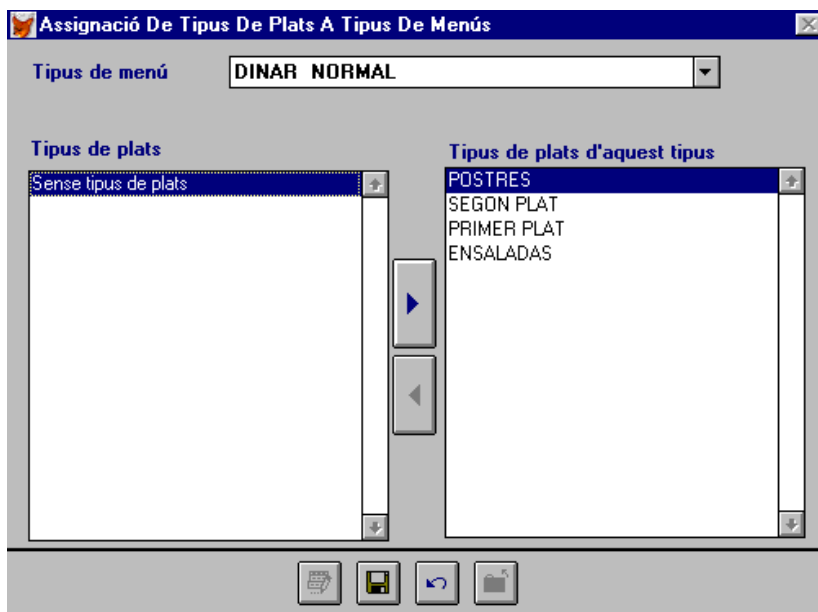 Assignació De Tipus De Plats A Tipus De Menús
Tipus de menú
DINAR NORMAL
Tipus de plats
Sense tipus de plats
Tipus de plats d'aquest tipus
POSTRES
SEGON PLAT
PRIMER PLAT
ENSALADAS